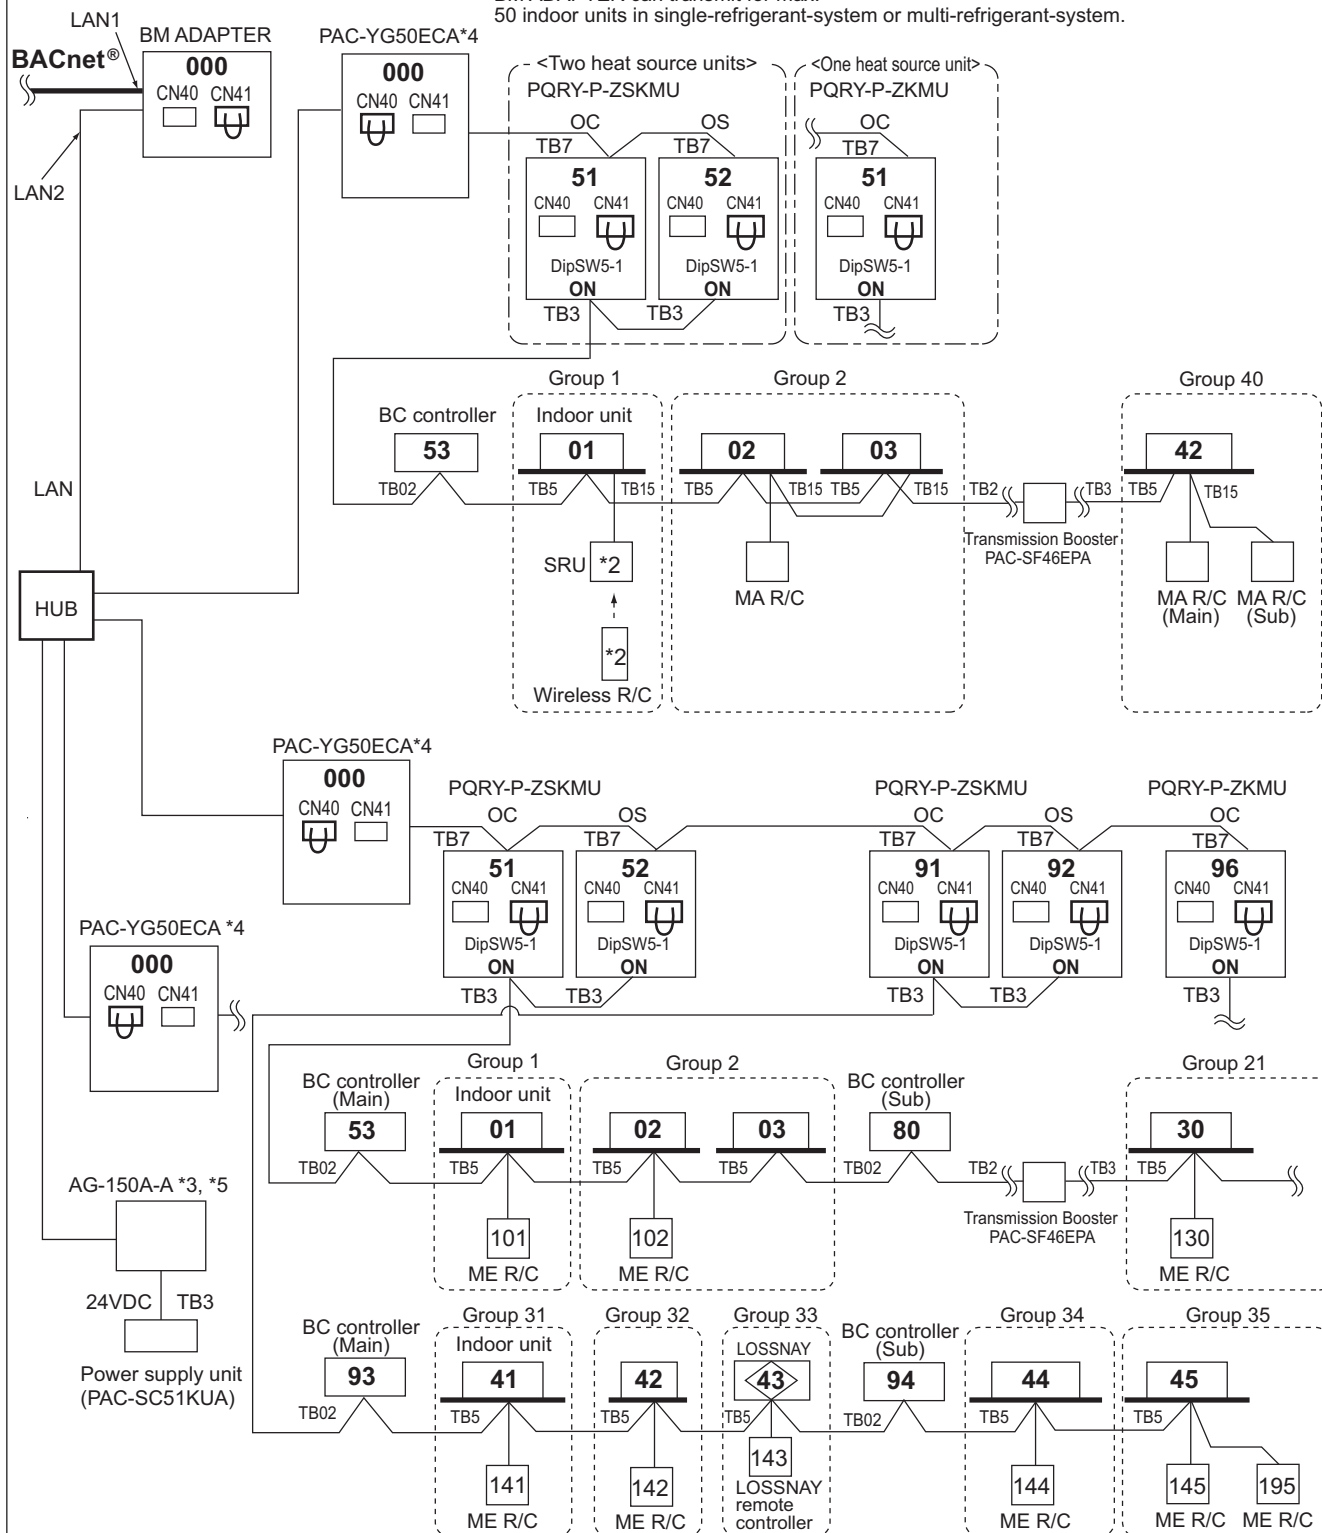 50 indoor units in single-refrigerant-system or multi-refrigerant-system.
LAN1
BM ADAPTER
PAC-YG50ECA*4
BACnet®
000
CN40 CN41
LAN2
000
CN40 CN41
<Two heat source units>
PQRY-P-ZSKMU
OC
OS
TB7
TB7
51
52
CN40 CN41
CN40 CN41
DipSW5-1
DipSW5-1
ON
ON
TB3
TB3
<One heat source unit>
PQRY-P-ZKMU
OC
TB7
51
CN40 CN41
DipSW5-1
ON
TB3
Group 1
Group 2
Group 40
BC controller
Indoor unit
53
01
02
03
42
TB02
TB5
TB15
TB5
TB15
TB5
TB15
TB2
TB3
TB5
TB15
Transmission Booster
PAC-SF46EPA
LAN
SRU
*2
MA R/C
MA R/C
(Main)
MA R/C
(Sub)
*2
Wireless R/C
HUB
PAC-YG50ECA*4
000
CN40 CN41
PQRY-P-ZSKMU
OC
OS
TB7
TB7
51
52
CN40 CN41
CN40 CN41
DipSW5-1
DipSW5-1
ON
ON
TB3
TB3
PQRY-P-ZSKMU
OC
OS
TB7
TB7
91
92
CN40 CN41
CN40 CN41
DipSW5-1
DipSW5-1
ON
ON
TB3
TB3
PQRY-P-ZKMU
OC
TB7
96
CN40 CN41
DipSW5-1
ON
TB3
PAC-YG50ECA *4
000
CN40 CN41
Group 1
Group 2
Group 21
BC controller
(Main)
Indoor unit
BC controller
(Sub)
53
01
02
03
80
30
TB02
TB5
TB5
TB5
TB02
TB2
TB3
TB5
Transmission Booster
PAC-SF46EPA
101
102
130
ME R/C
ME R/C
ME R/C
AG-150A-A *3, *5
24VDC
TB3
Power supply unit
(PAC-SC51KUA)
Group 31
Group 32
Group 33
Group 34
Group 35
BC controller
(Main)
Indoor unit
LOSSNAY
BC controller
(Sub)
93
41
42
43
94
44
45
TB02
TB5
TB5
TB5
TB02
TB5
TB5
141
142
143
144
145
195
ME R/C
ME R/C
LOSSNAY
remote
controller
ME R/C
ME R/C
ME R/C